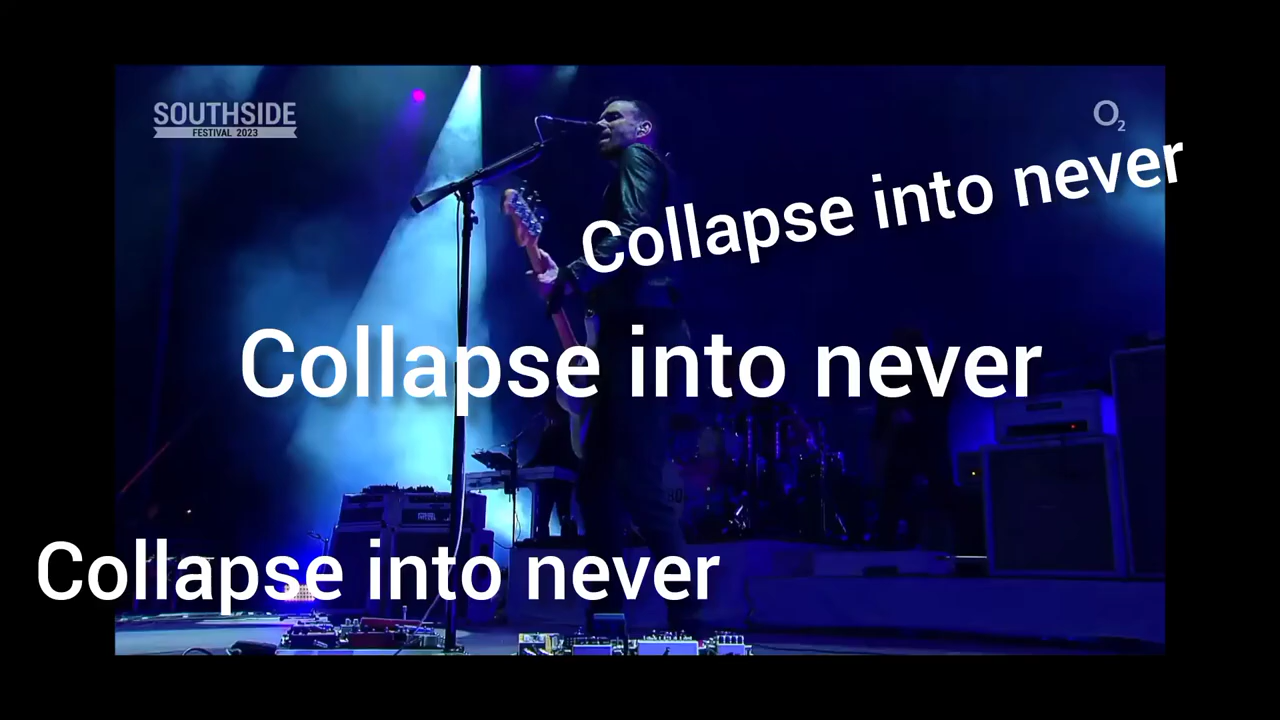 SOUTHSIDE
FESTIVAL 2023
O2
Collapse into never
Collapse into never
Collapse into never